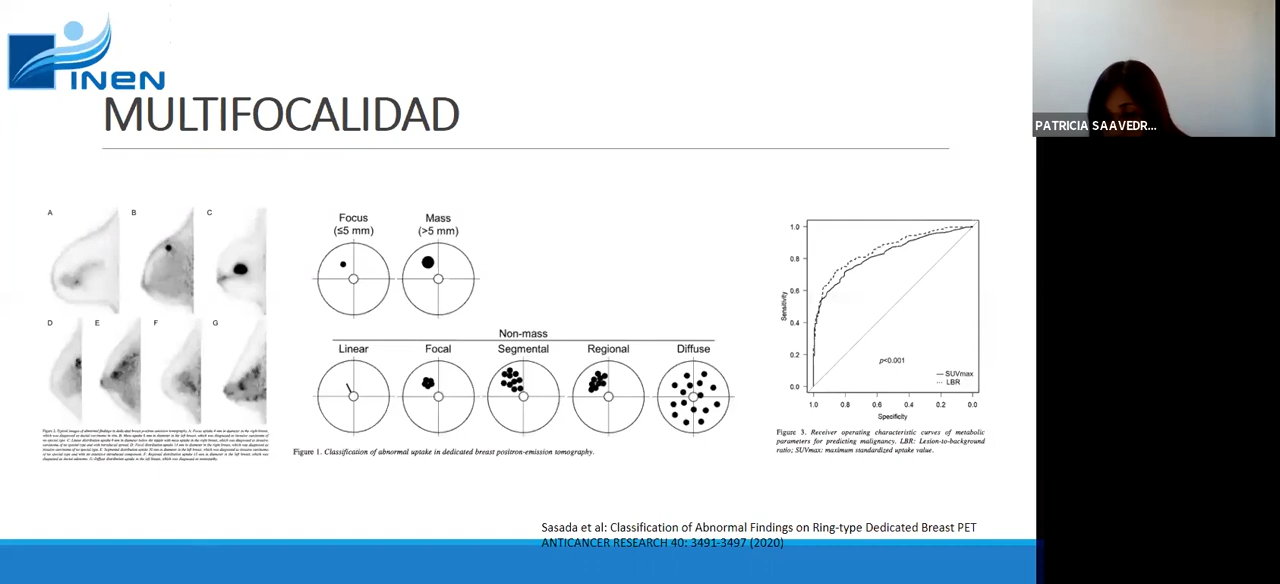 INEN
MULTIFOCALIDAD
PATRICIA SAAVEDR...
A
B
C
D
E
F
G
Focus
(≤5 mm)
Mass
(>5 mm)
Non-mass
Linear
Focal
Segmental
Regional
Diffuse
Figure 1. Classification of abnormal uptake in dedicated breast positron-emission tomography.
Sensitivity
1.0
0.8
0.6
0.4
0.2
0.0
p<0.001
SUVmax
LBR
1.0
0.8
0.6
0.4
0.2
0.0
Specificity
Figure 3. Receiver operating characteristic curves of metabolic
parameters for predicting malignancy. LBR: Lesion-to-background
ratio; SUVmax: maximum standardized uptake value.
Sasada et al: Classification of Abnormal Findings on Ring-type Dedicated Breast PET
ANTICANCER RESEARCH 40: 3491-3497 (2020)